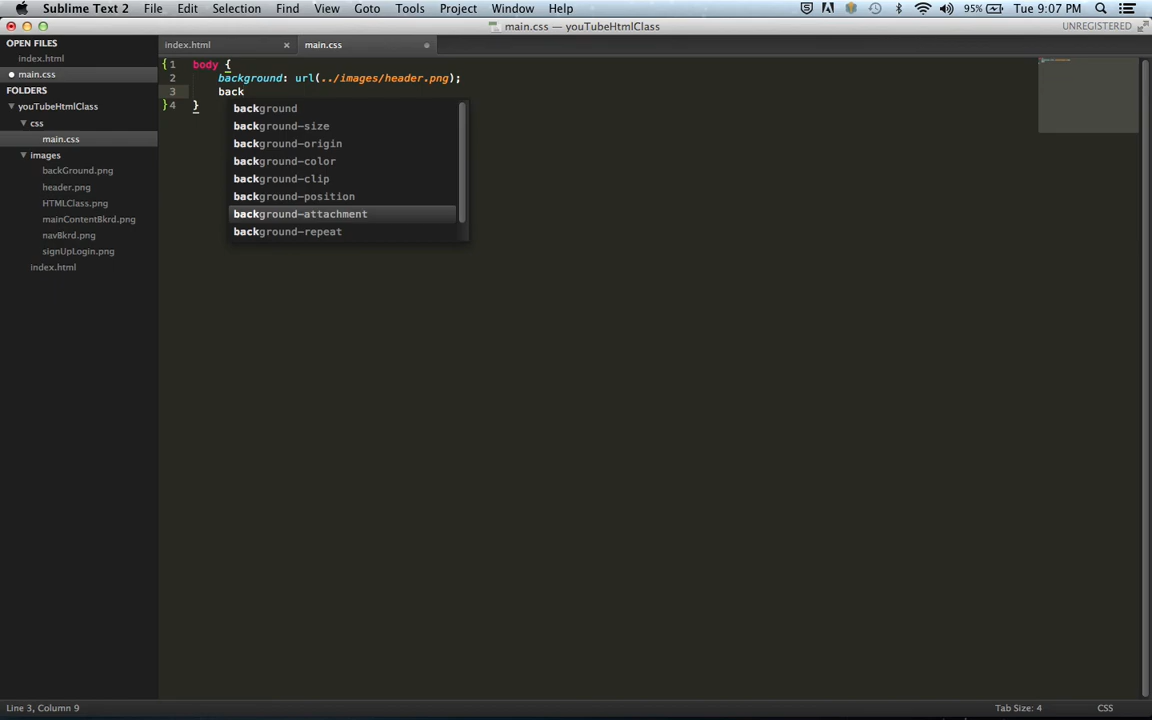 Sublime Text 2 File Edit Selection Find View Goto Tools Project Window Help 95% Tue 9:07 PM
main.css — youTubeHtmlClass UNREGISTERED
OPEN FILES
index.html
main.css
FOLDERS
youTubeHtmlClass
css
main.css
images
backGround.png
header.png
HTMLClass.png
mainContentBkrd.png
navBkrd.png
signUpLogin.png
index.html
index.html × main.css
1 body {
2 background: url(../images/header.png);
3 back
4 }
background
background-size
background-origin
background-color
background-clip
background-position
background-attachment
background-repeat
Line 3, Column 9 Tab Size: 4 CSS